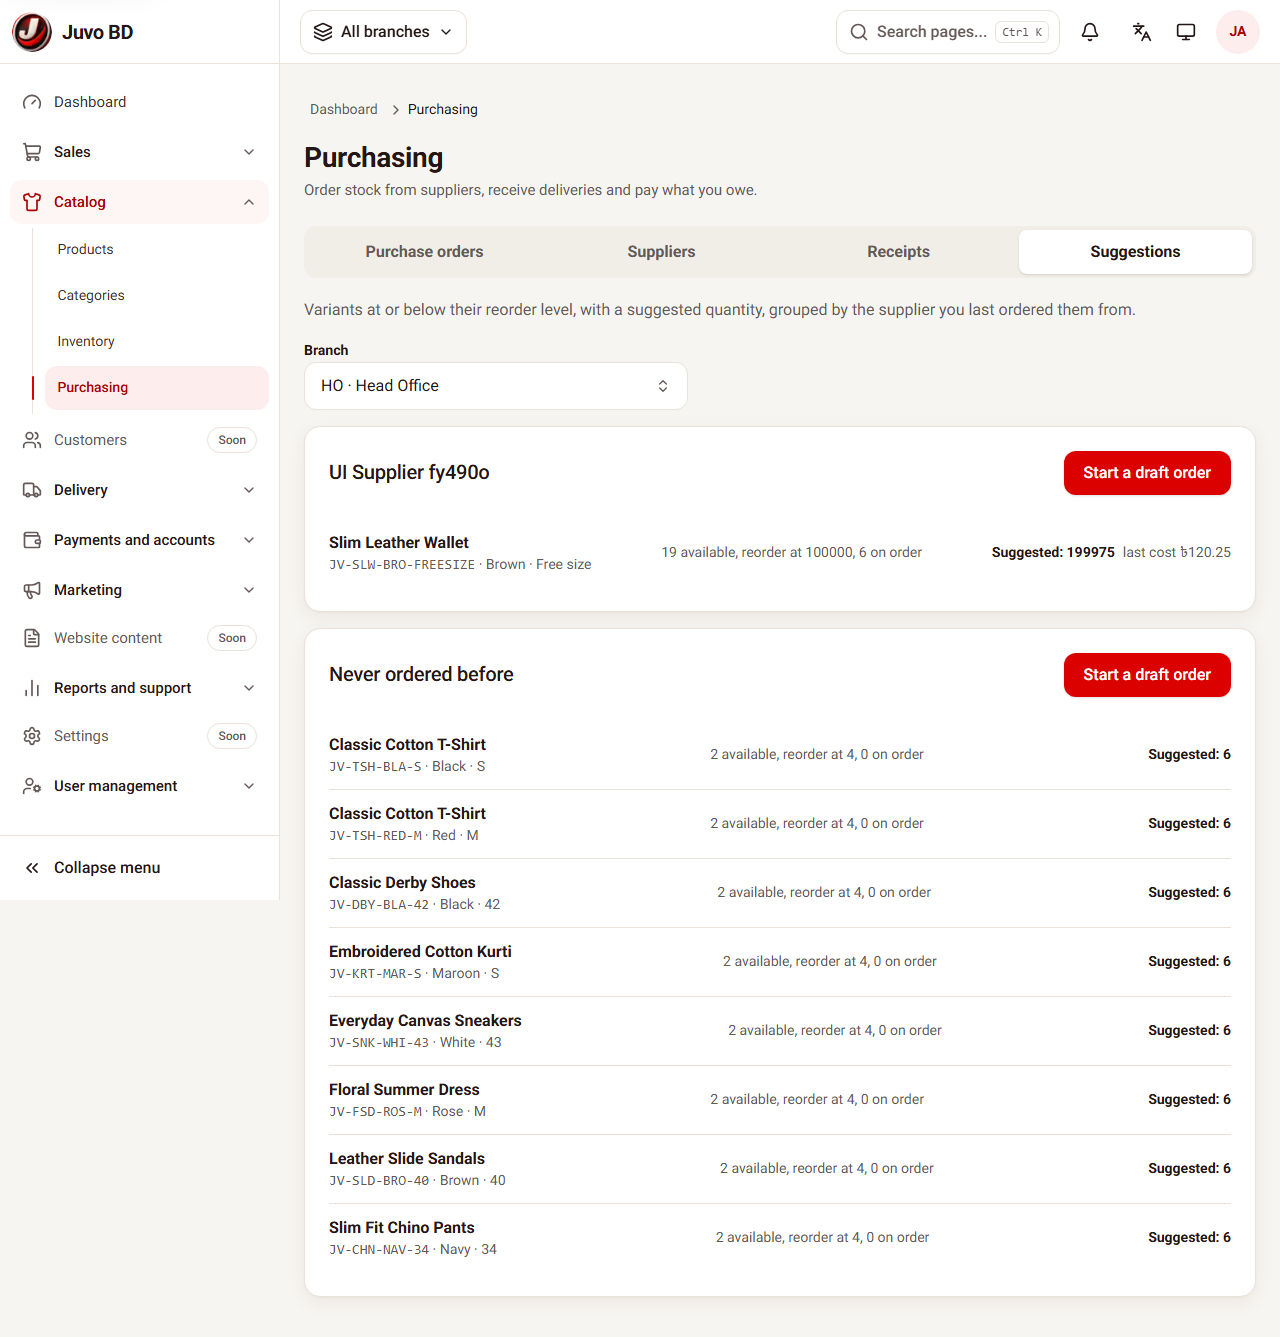 Juvo BD
All branches
Search pages... Ctrl K
JA
Dashboard
Sales
Catalog
Products
Categories
Inventory
Purchasing
Customers Soon
Delivery
Payments and accounts
Marketing
Website content Soon
Reports and support
Settings Soon
User management
Collapse menu
Dashboard > Purchasing
Purchasing
Order stock from suppliers, receive deliveries and pay what you owe.
Purchase orders Suppliers Receipts Suggestions
Variants at or below their reorder level, with a suggested quantity, grouped by the supplier you last ordered them from.
Branch
HO · Head Office
UI Supplier fy490o Start a draft order
Slim Leather Wallet
JV-SLW-BRO-FREESIZE · Brown · Free size
19 available, reorder at 100000, 6 on order
Suggested: 199975 last cost ৳120.25
Never ordered before Start a draft order
Classic Cotton T-Shirt
JV-TSH-BLA-S · Black · S
2 available, reorder at 4, 0 on order
Suggested: 6
Classic Cotton T-Shirt
JV-TSH-RED-M · Red · M
2 available, reorder at 4, 0 on order
Suggested: 6
Classic Derby Shoes
JV-DBY-BLA-42 · Black · 42
2 available, reorder at 4, 0 on order
Suggested: 6
Embroidered Cotton Kurti
JV-KRT-MAR-S · Maroon · S
2 available, reorder at 4, 0 on order
Suggested: 6
Everyday Canvas Sneakers
JV-SNK-WHI-43 · White · 43
2 available, reorder at 4, 0 on order
Suggested: 6
Floral Summer Dress
JV-FSD-ROS-M · Rose · M
2 available, reorder at 4, 0 on order
Suggested: 6
Leather Slide Sandals
JV-SLD-BRO-40 · Brown · 40
2 available, reorder at 4, 0 on order
Suggested: 6
Slim Fit Chino Pants
JV-CHN-NAV-34 · Navy · 34
2 available, reorder at 4, 0 on order
Suggested: 6